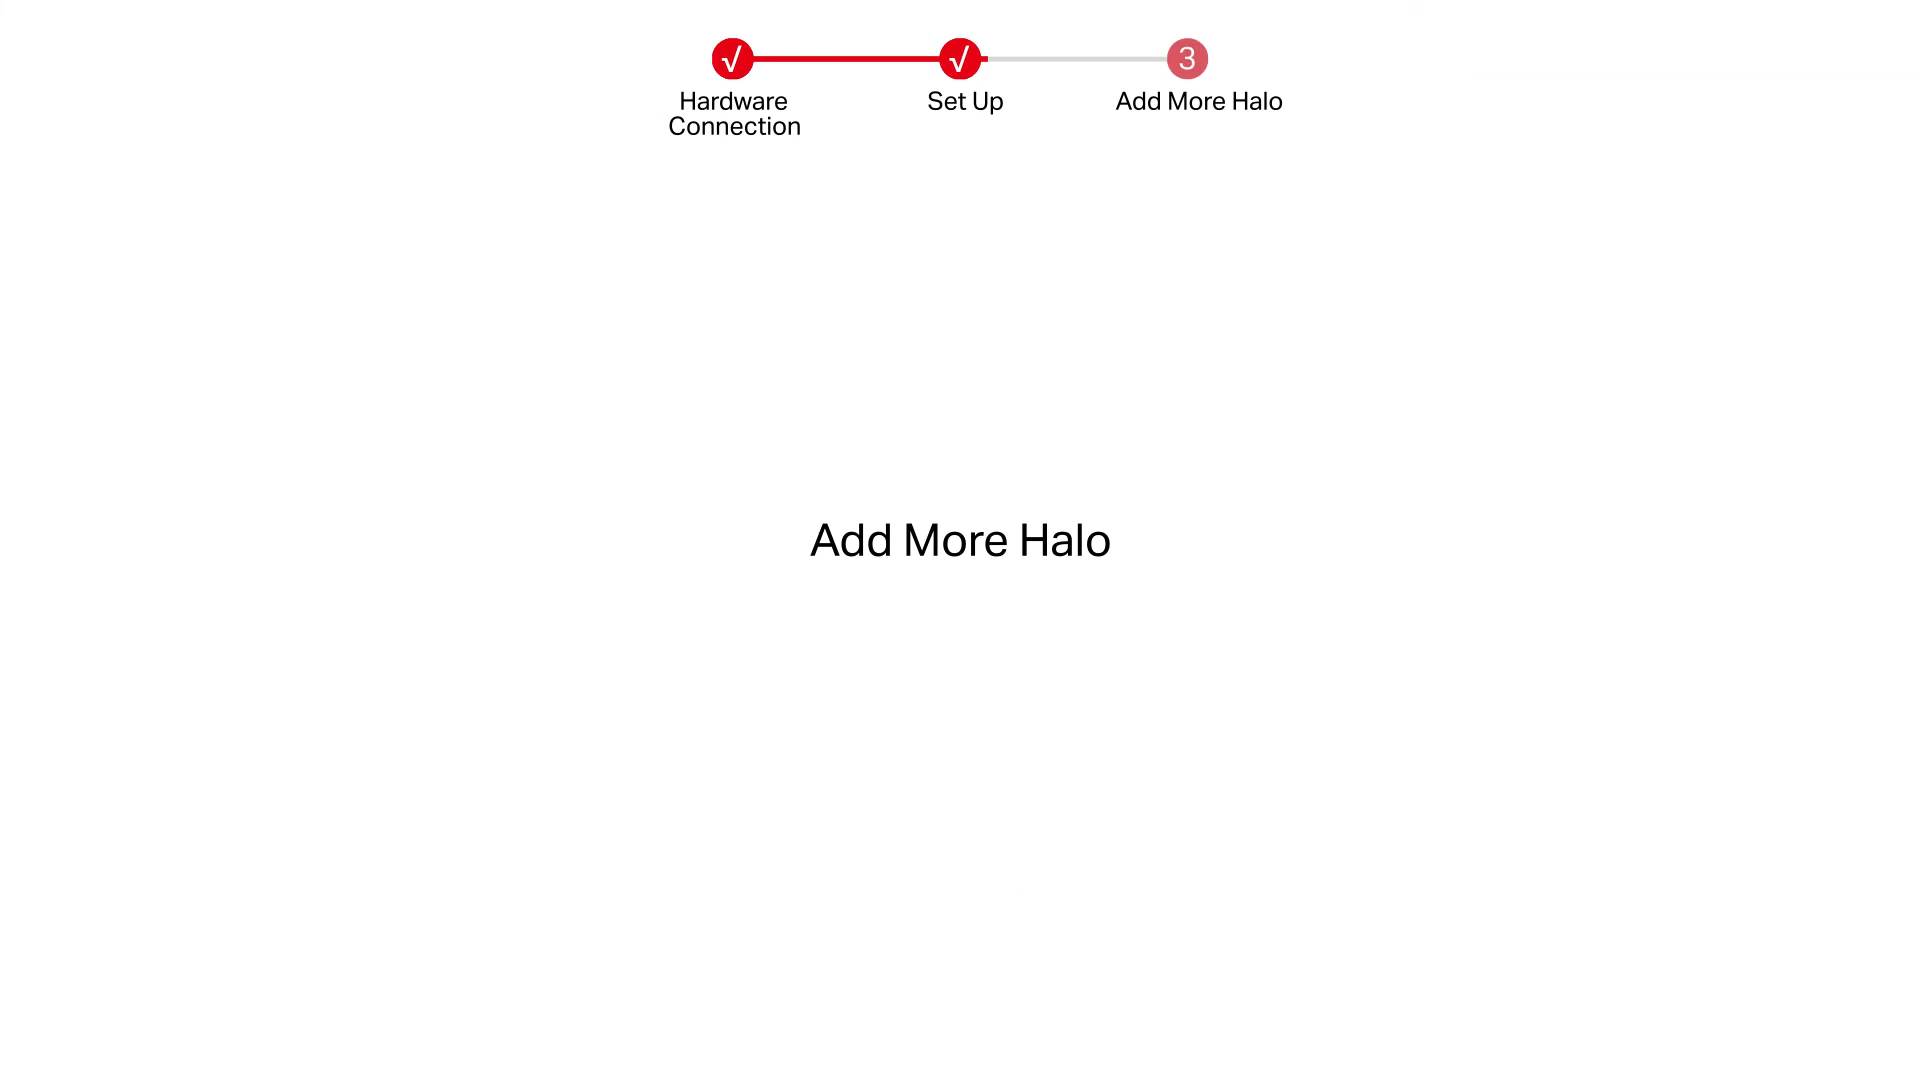 √ √ 3
Hardware
Connection
Set Up
Add More Halo
Add More Halo